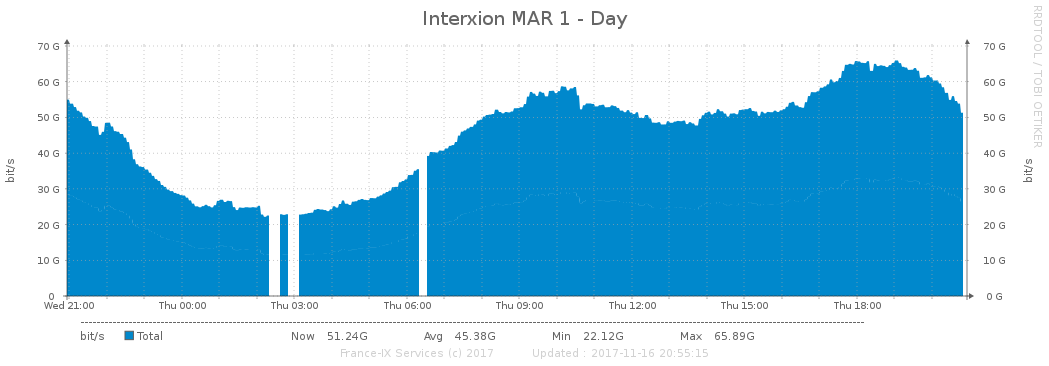 Interxion MAR 1 - Day
RRDTOOL / TOBI OETIKER
70 G 70 G
60 G 60 G
50 G 50 G
40 G 40 G
30 G 30 G
20 G 20 G
10 G 10 G
0 0 G
bit/s bit/s
Wed 21:00 Thu 00:00 Thu 03:00 Thu 06:00 Thu 09:00 Thu 12:00 Thu 15:00 Thu 18:00
bit/s Total Now 51.24G Avg 45.38G Min 22.12G Max 65.89G
France-IX Services (c) 2017 Updated : 2017-11-16 20:55:15